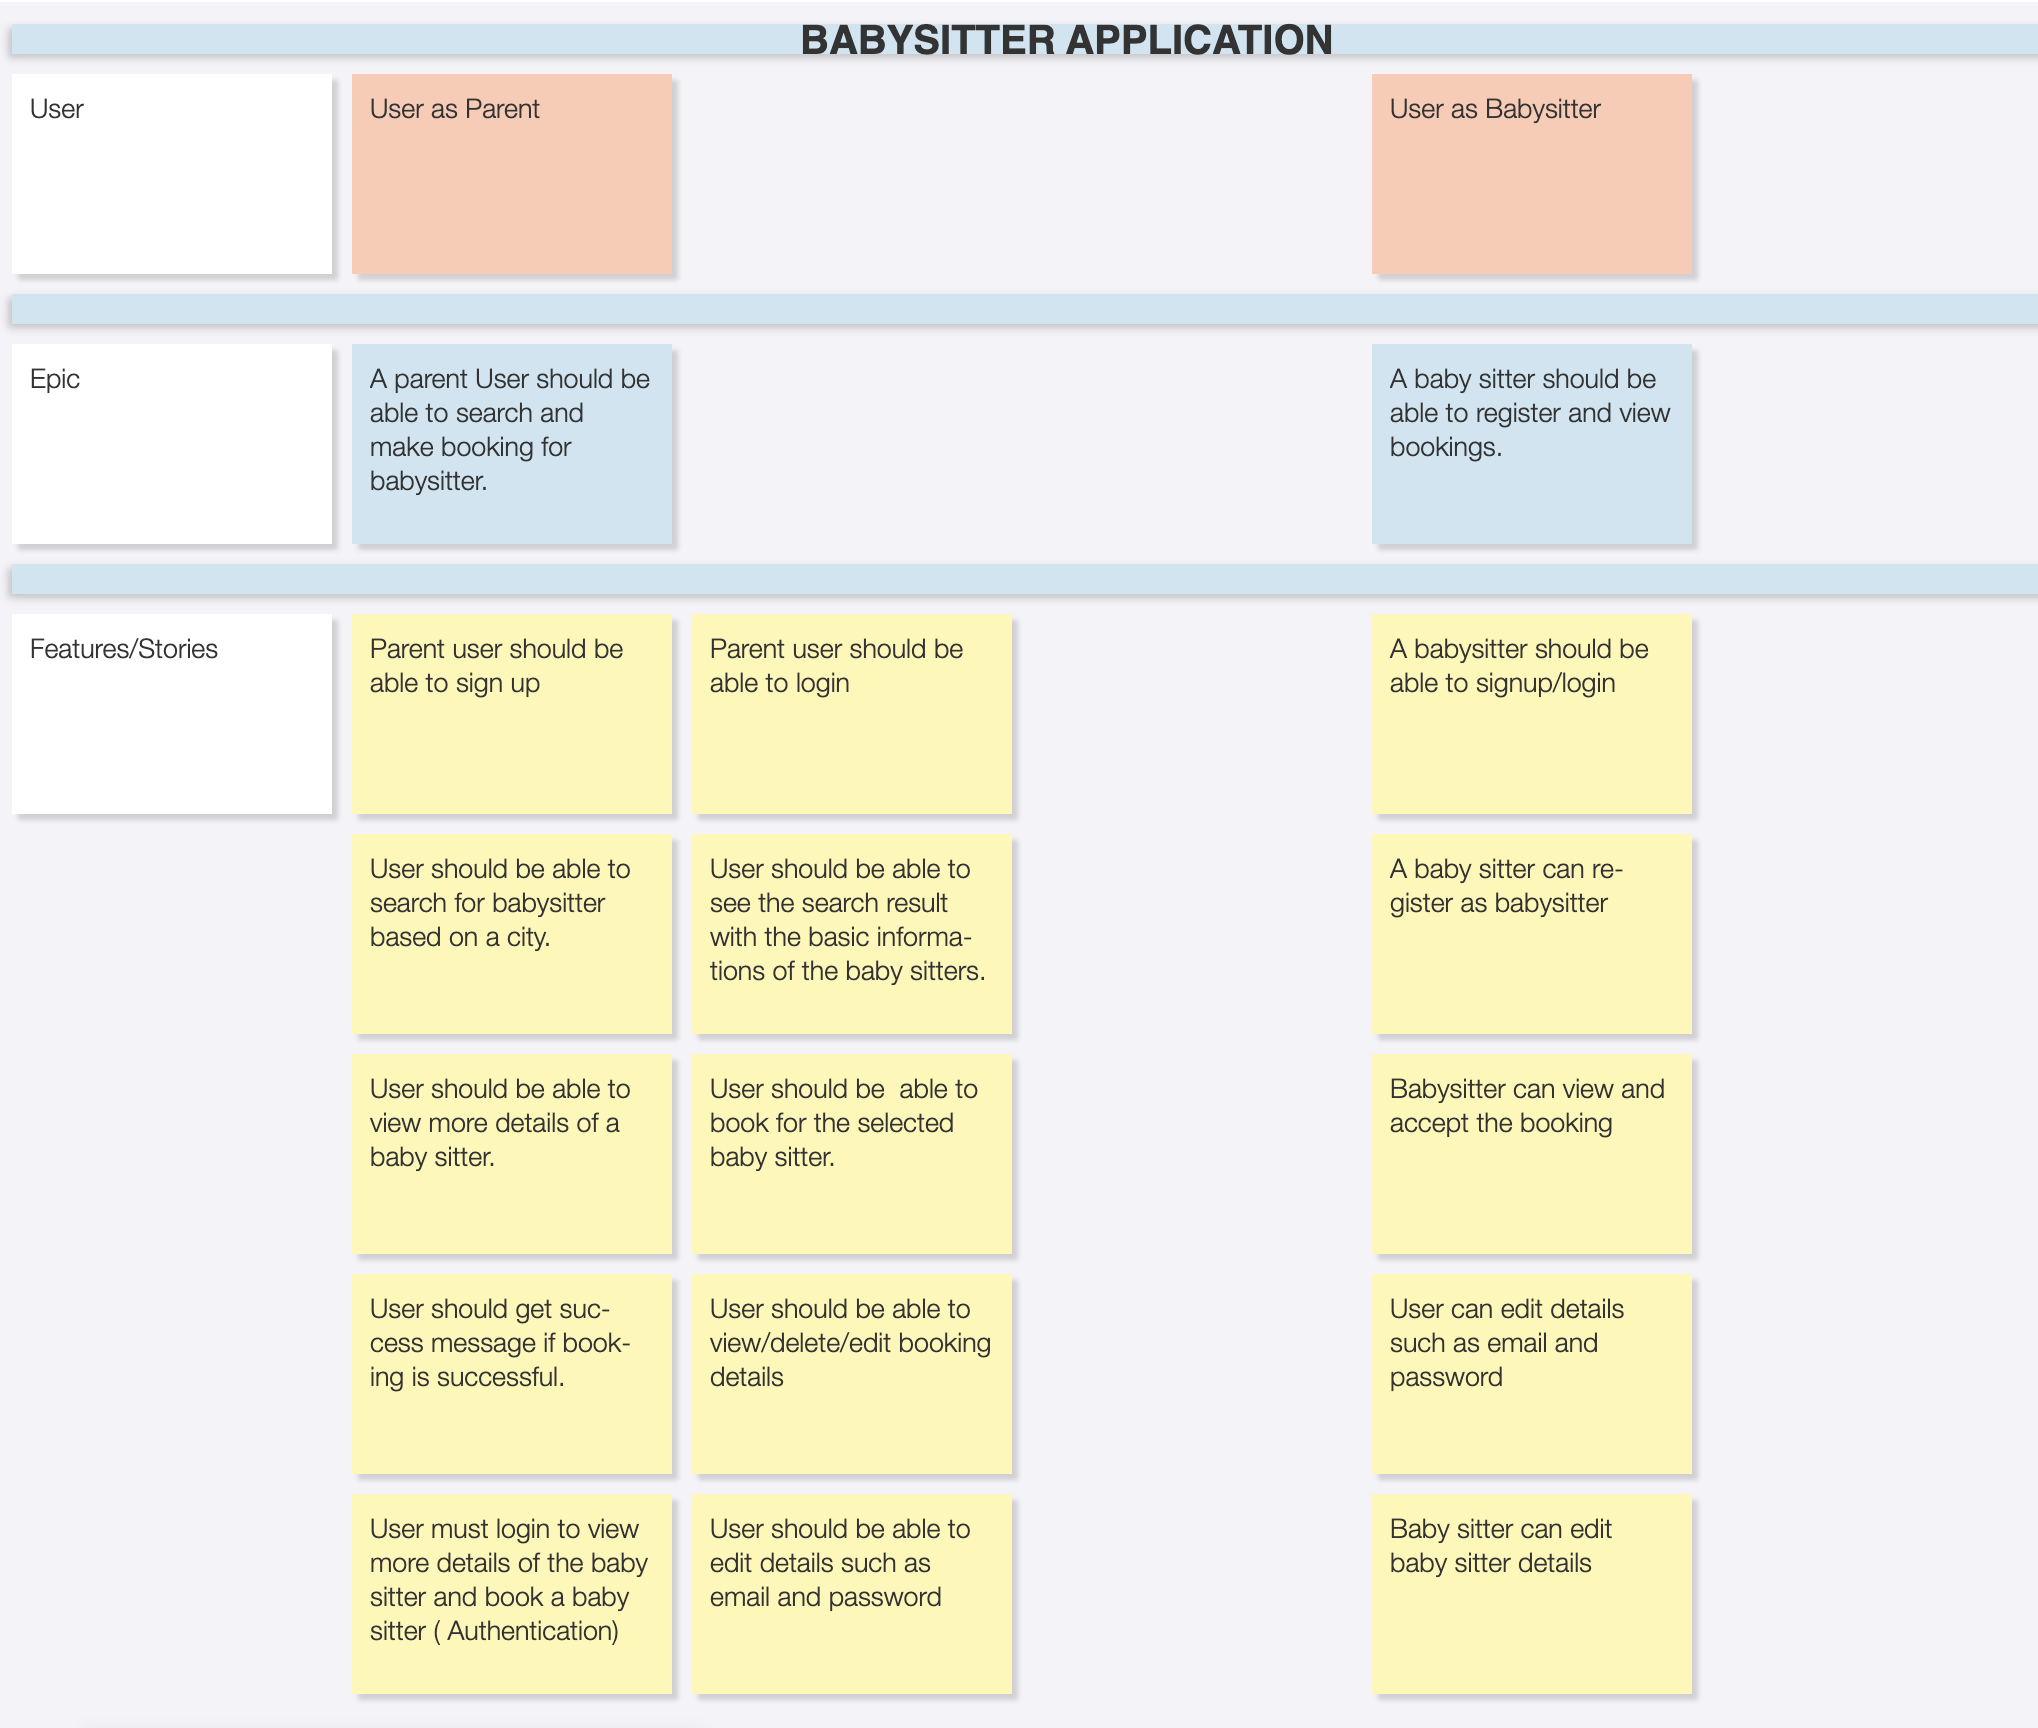 BABYSITTER APPLICATION
User
User as Parent
User as Babysitter
Epic
A parent User should be
able to search and
make booking for
babysitter.
A baby sitter should be
able to register and view
bookings.
Features/Stories
Parent user should be
able to sign up
Parent user should be
able to login
A babysitter should be
able to signup/login
User should be able to
search for babysitter
based on a city.
User should be able to
see the search result
with the basic informa-
tions of the baby sitters.
A baby sitter can re-
gister as babysitter
User should be able to
view more details of a
baby sitter.
User should be  able to
book for the selected
baby sitter.
Babysitter can view and
accept the booking
User should get suc-
cess message if book-
ing is successful.
User should be able to
view/delete/edit booking
details
User can edit details
such as email and
password
User must login to view
more details of the baby
sitter and book a baby
sitter ( Authentication)
User should be able to
edit details such as
email and password
Baby sitter can edit
baby sitter details